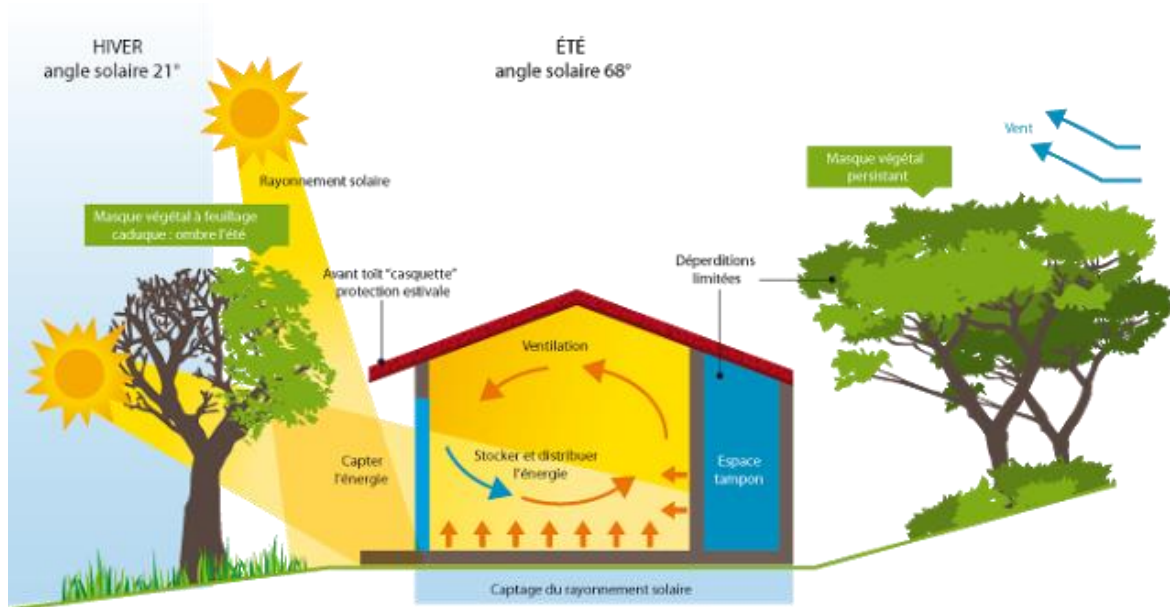 HIVER
angle solaire 21°
ÉTÉ
angle solaire 68°
Rayonnement solaire
Masque végétal à feuillage
caduque : ombre l'été
Avant toît "casquette"
protection estivale
Déperditions
limitées
Masque végétal
persistant
Vent
Ventilation
Capter
l'énergie
Stocker et distribuer
l'énergie
Espace
tampon
Captage du rayonnement solaire